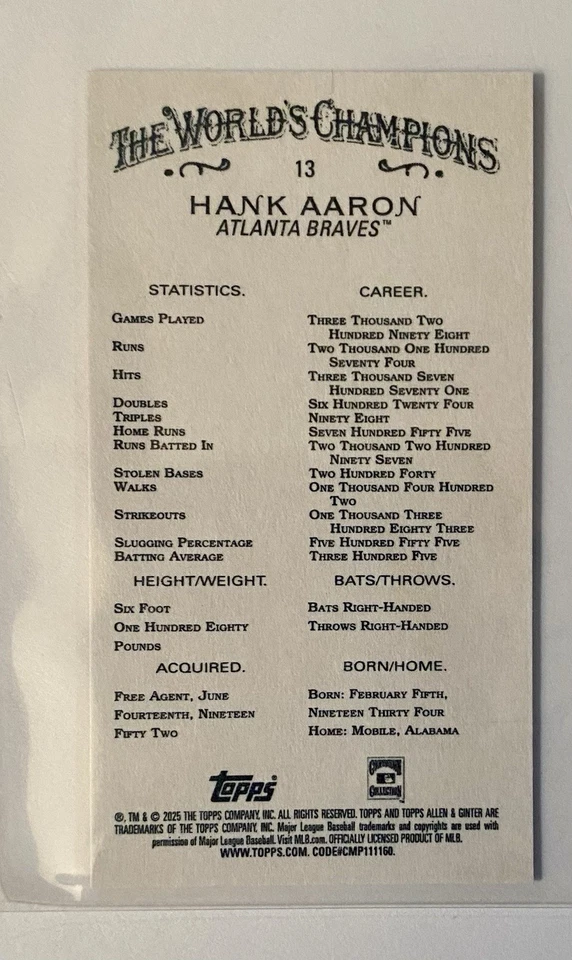 THE WORLD'S CHAMPIONS
13
HANK AARON
ATLANTA BRAVES™
STATISTICS. CAREER.
GAMES PLAYED THREE THOUSAND TWO
HUNDRED NINETY EIGHT
RUNS TWO THOUSAND ONE HUNDRED
SEVENTY FOUR
HITS THREE THOUSAND SEVEN
HUNDRED SEVENTY ONE
DOUBLES SIX HUNDRED TWENTY FOUR
TRIPLES NINETY EIGHT
HOME RUNS SEVEN HUNDRED FIFTY FIVE
RUNS BATTED IN TWO THOUSAND TWO HUNDRED
NINETY SEVEN
STOLEN BASES TWO HUNDRED FORTY
WALKS ONE THOUSAND FOUR HUNDRED
TWO
STRIKEOUTS ONE THOUSAND THREE
HUNDRED EIGHTY THREE
SLUGGING PERCENTAGE FIVE HUNDRED FIFTY FIVE
BATTING AVERAGE THREE HUNDRED FIVE
HEIGHT/WEIGHT. BATS/THROWS.
SIX FOOT BATS RIGHT-HANDED
ONE HUNDRED EIGHTY THROWS RIGHT-HANDED
POUNDS
ACQUIRED. BORN/HOME.
FREE AGENT, JUNE BORN: FEBRUARY FIFTH,
FOURTEENTH, NINETEEN NINETEEN THIRTY FOUR
FIFTY TWO HOME: MOBILE, ALABAMA
topps COOPERSTOWN
COLLECTION
®, TM & © 2025 THE TOPPS COMPANY, INC. ALL RIGHTS RESERVED. TOPPS AND TOPPS ALLEN & GINTER ARE
TRADEMARKS OF THE TOPPS COMPANY, INC. Major League Baseball trademarks and copyrights are used with
permission of Major League Baseball. Visit MLB.com. OFFICIALLY LICENSED PRODUCT OF MLB.
WWW.TOPPS.COM. CODE#CMP111160.